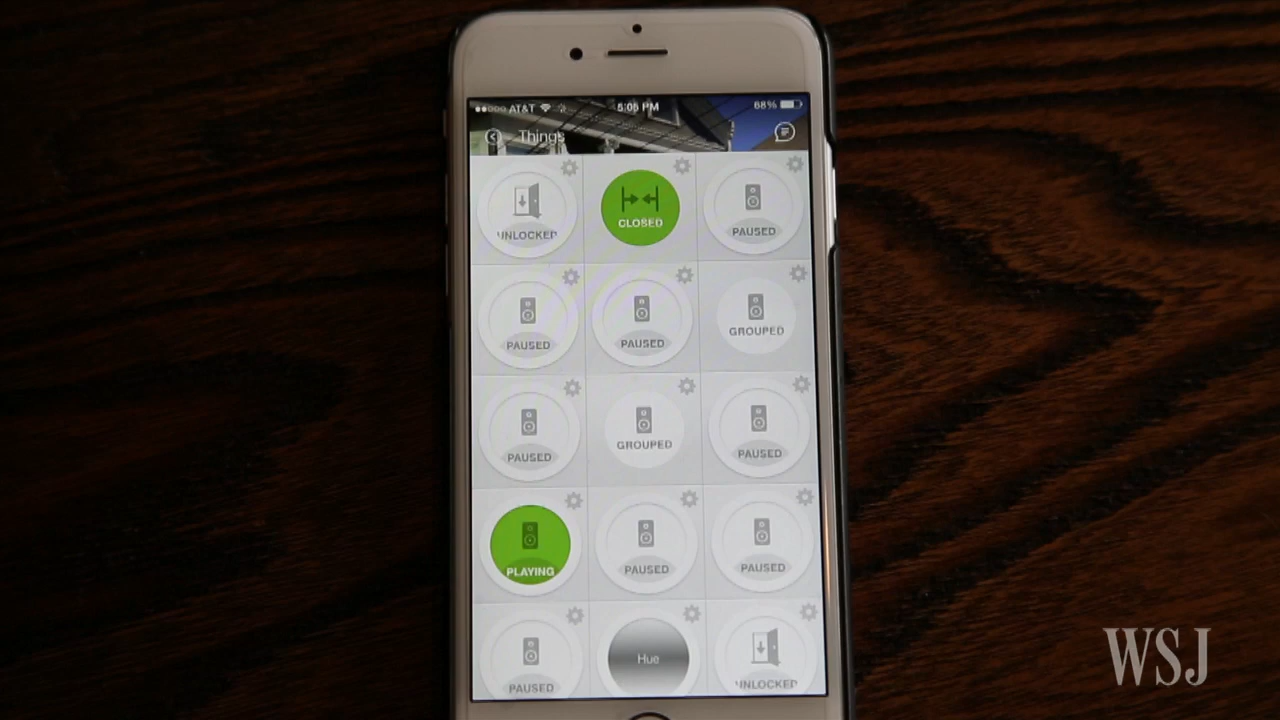 AT&T 5:05 PM 68%
Things
UNLOCKED CLOSED PAUSED
PAUSED PAUSED GROUPED
PAUSED GROUPED PAUSED
PLAYING PAUSED PAUSED
PAUSED Hue UNLOCKED
WSJ